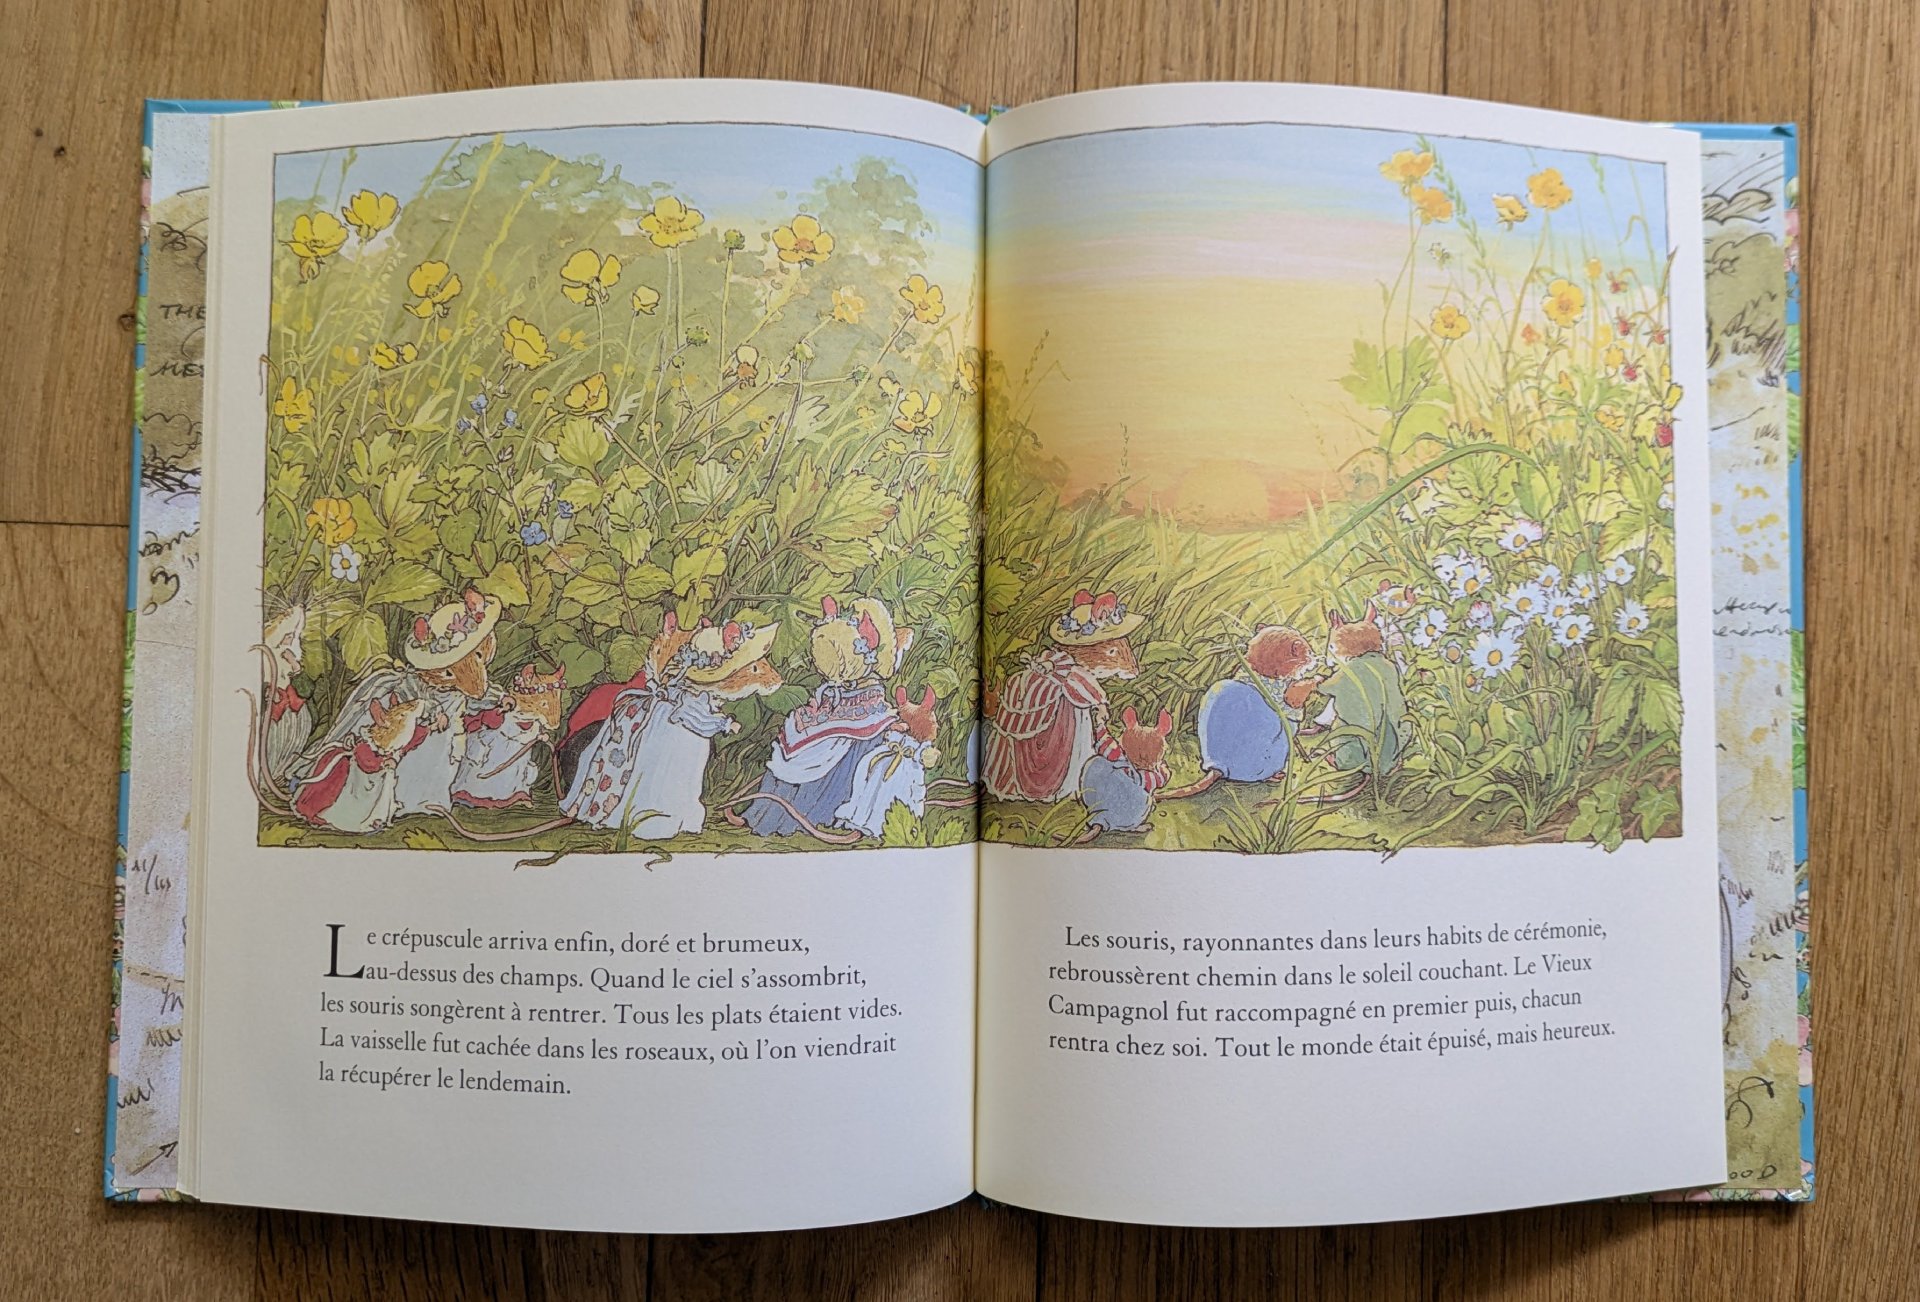 THE
Le crépuscule arriva enfin, doré et brumeux,
au-dessus des champs. Quand le ciel s'assombrit,
les souris songèrent à rentrer. Tous les plats étaient vides.
La vaisselle fut cachée dans les roseaux, où l'on viendrait
la récupérer le lendemain.
Les souris, rayonnantes dans leurs habits de cérémonie,
rebroussèrent chemin dans le soleil couchant. Le Vieux
Campagnol fut raccompagné en premier puis, chacun
rentra chez soi. Tout le monde était épuisé, mais heureux.